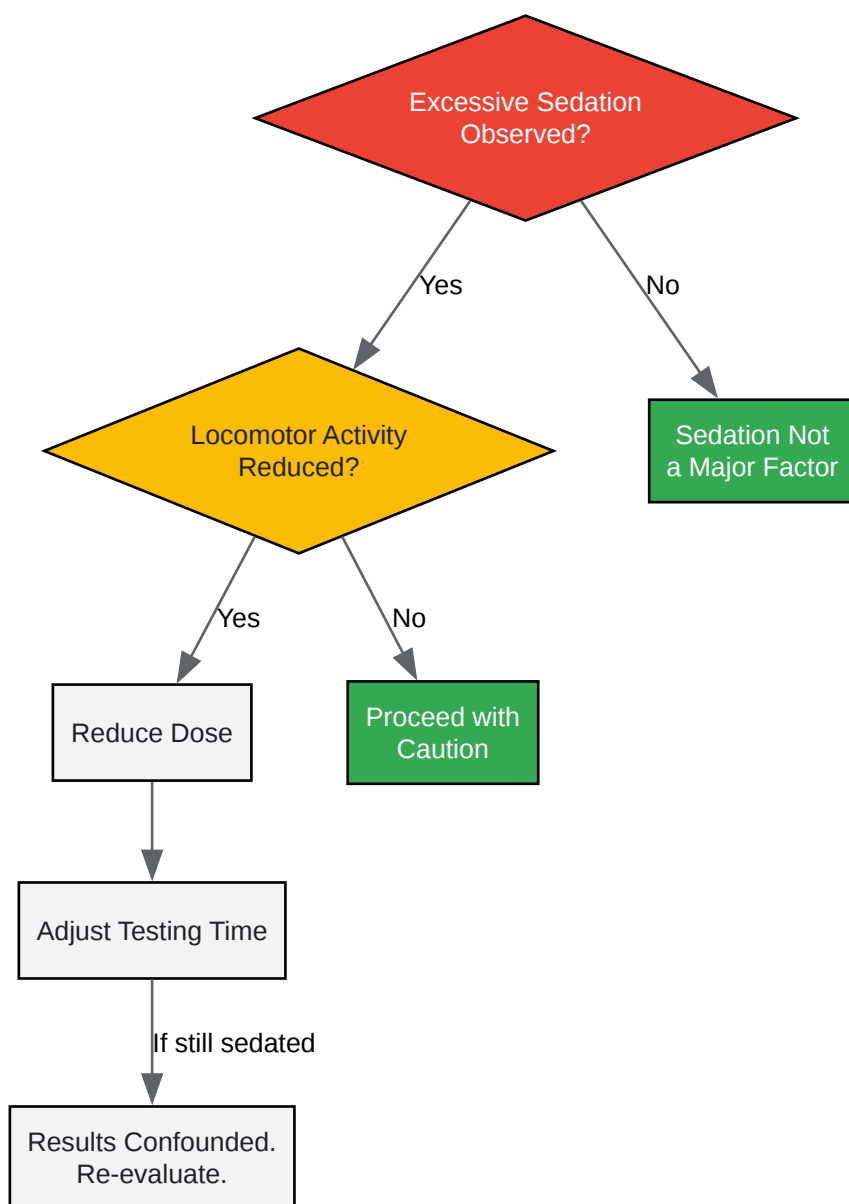 Excessive Sedation
Observed?
Yes
No
Locomotor Activity
Reduced?
Sedation Not
a Major Factor
Yes
No
Reduce Dose
Proceed with
Caution
Adjust Testing Time
If still sedated
Results Confounded.
Re-evaluate.